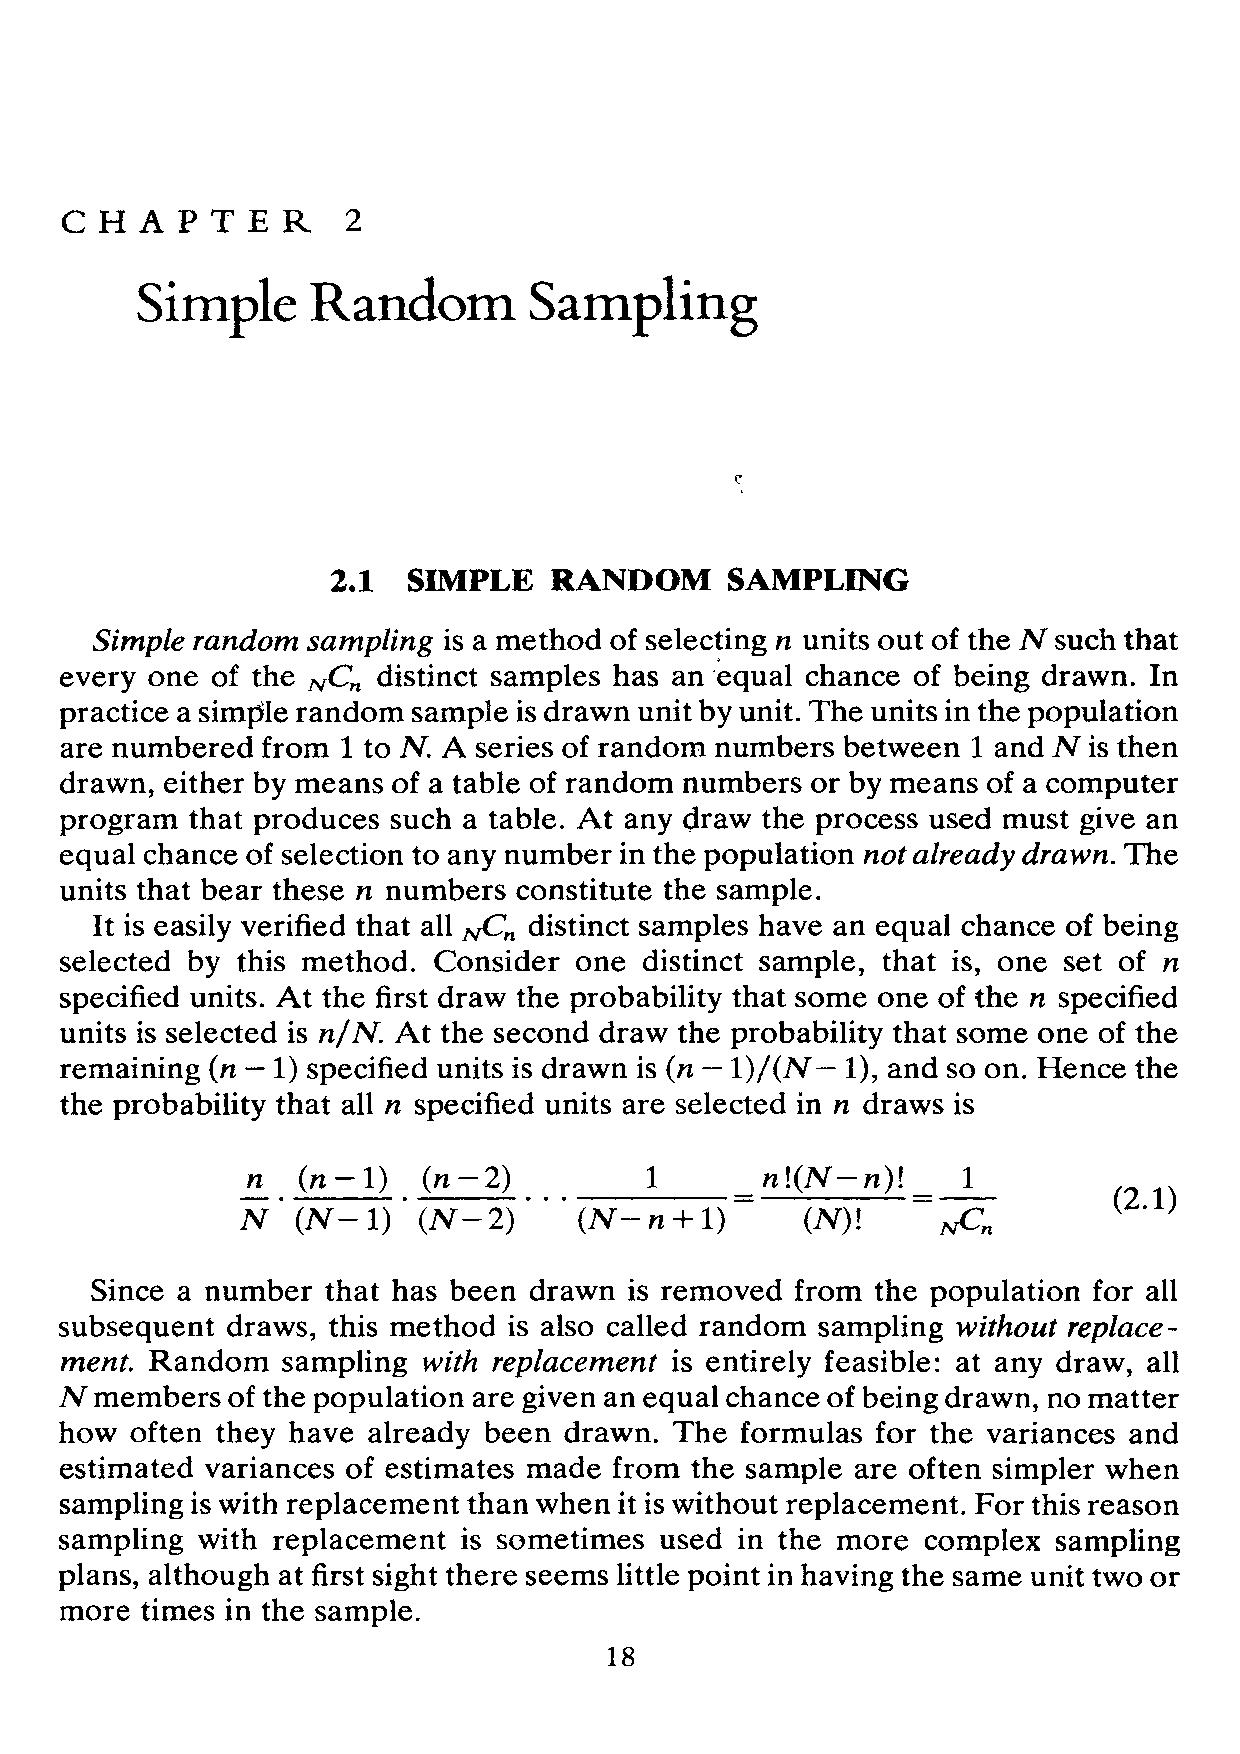 CHAPTER 2
Simple Random Sampling
2.1 SIMPLE RANDOM SAMPLING
Simple random sampling is a method of selecting n units out of the N such that
every one of the NCn distinct samples has an equal chance of being drawn. In
practice a simple random sample is drawn unit by unit. The units in the population
are numbered from 1 to N. A series of random numbers between 1 and N is then
drawn, either by means of a table of random numbers or by means of a computer
program that produces such a table. At any draw the process used must give an
equal chance of selection to any number in the population not already drawn. The
units that bear these n numbers constitute the sample.
It is easily verified that all NCn distinct samples have an equal chance of being
selected by this method. Consider one distinct sample, that is, one set of n
specified units. At the first draw the probability that some one of the n specified
units is selected is n/N. At the second draw the probability that some one of the
remaining (n − 1) specified units is drawn is (n − 1)/(N − 1), and so on. Hence the
the probability that all n specified units are selected in n draws is
n/N · (n − 1)/(N − 1) · (n − 2)/(N − 2) · · · 1/(N − n + 1) = n!(N − n)!/(N)! = 1/NCn (2.1)
Since a number that has been drawn is removed from the population for all
subsequent draws, this method is also called random sampling without replace-
ment. Random sampling with replacement is entirely feasible: at any draw, all
N members of the population are given an equal chance of being drawn, no matter
how often they have already been drawn. The formulas for the variances and
estimated variances of estimates made from the sample are often simpler when
sampling is with replacement than when it is without replacement. For this reason
sampling with replacement is sometimes used in the more complex sampling
plans, although at first sight there seems little point in having the same unit two or
more times in the sample.
18